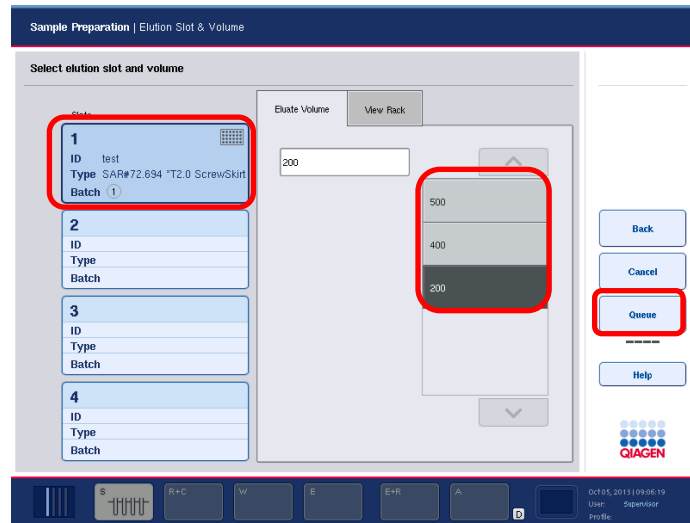 Sample Preparation | Elution Slot & Volume
Select elution slot and volume
Slots
1
ID test
Type SAR#72.694 *T2.0 ScrewSkirt
Batch 1
2
ID
Type
Batch
3
ID
Type
Batch
4
ID
Type
Batch
Eluate Volume
View Rack
200
500
400
200
Back
Cancel
Queue
Help
QIAGEN
S
R+C
W
E
E+R
A
D
Oct 05, 2013 | 09:06:19
User: Supervisor
Profile: